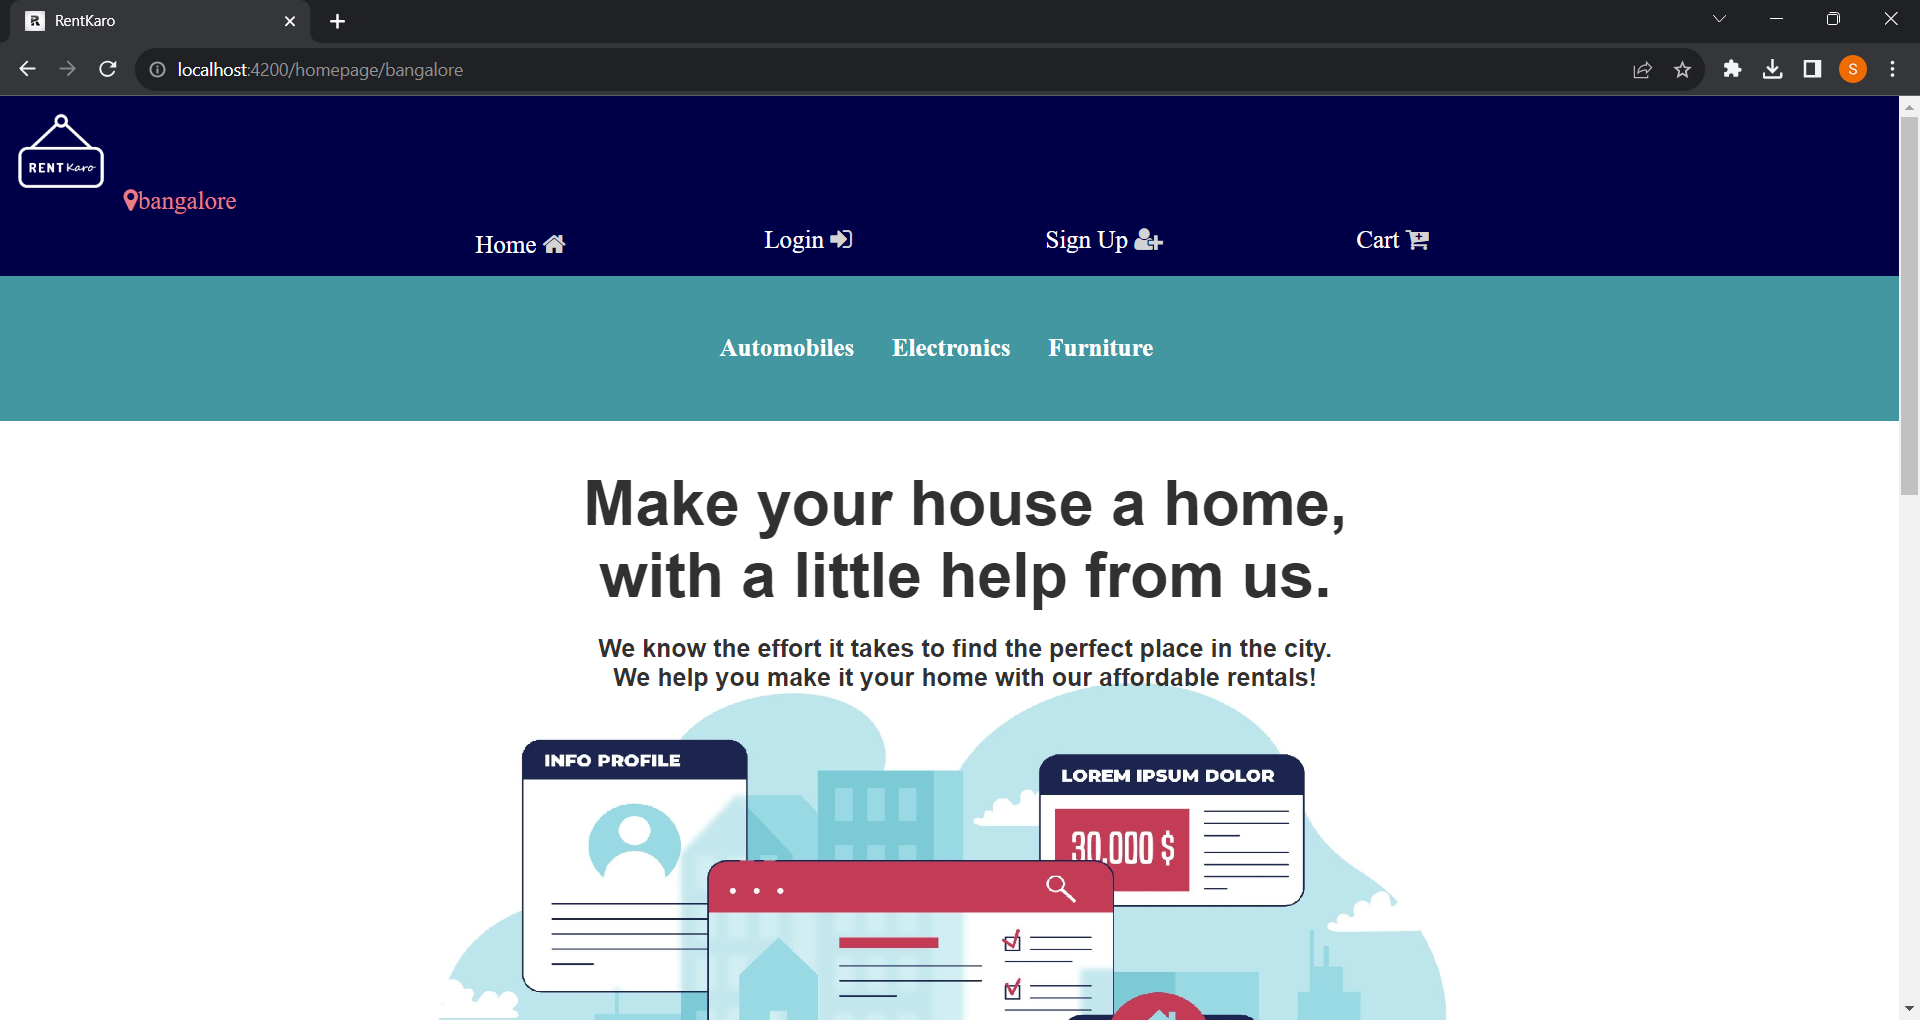 RentKaro
localhost:4200/homepage/bangalore
S
RENT Karo
bangalore
Home
Login
Sign Up
Cart
Automobiles Electronics Furniture
Make your house a home,
with a little help from us.
We know the effort it takes to find the perfect place in the city.
We help you make it your home with our affordable rentals!
INFO PROFILE
LOREM IPSUM DOLOR
30.000 $